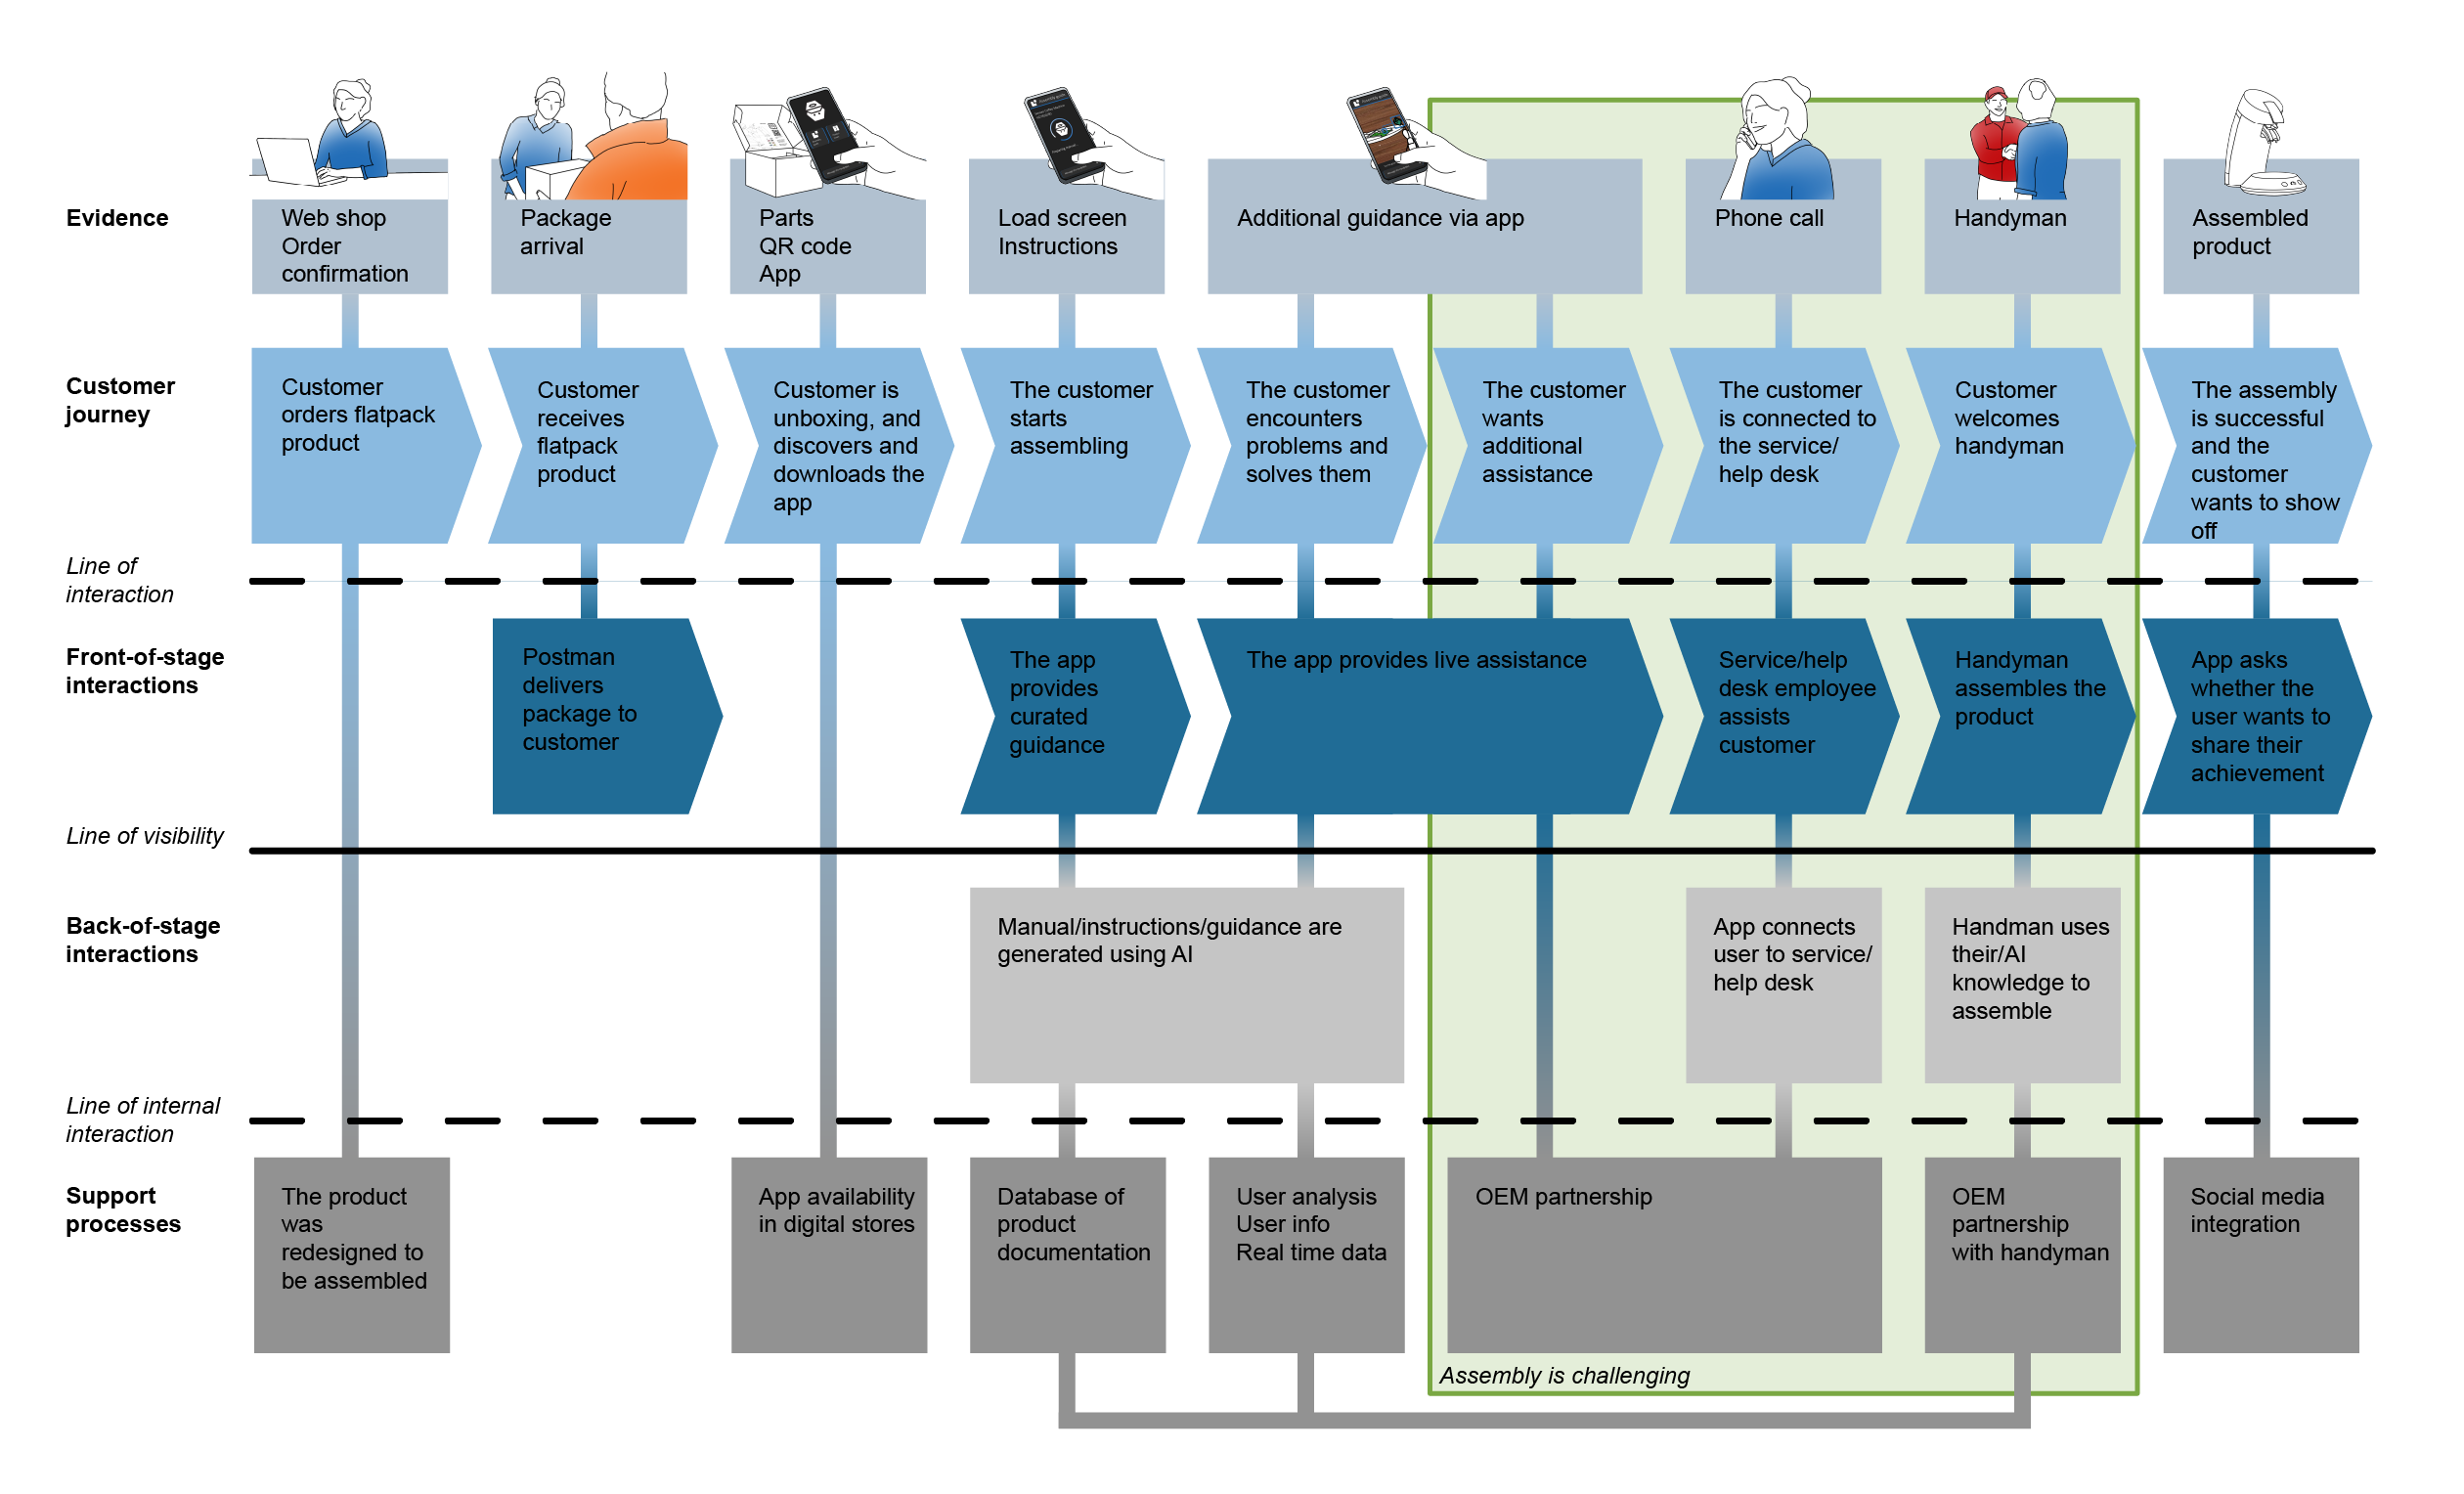 Evidence
Web shop
Order
confirmation
Package
arrival
Parts
QR code
App
Load screen
Instructions
Additional guidance via app
Phone call
Handyman
Assembled
product
Customer
journey
Customer
orders flatpack
product
Customer
receives
flatpack
product
Customer is
unboxing, and
discovers and
downloads the
app
The customer
starts
assembling
The customer
encounters
problems and
solves them
The customer
wants
additional
assistance
The customer
is connected to
the service/
help desk
Customer
welcomes
handyman
The assembly
is successful
and the
customer
wants to show
off
Line of
interaction
Front-of-stage
interactions
Postman
delivers
package to
customer
The app
provides
curated
guidance
The app provides live assistance
Service/help
desk employee
assists
customer
Handyman
assembles the
product
App asks
whether the
user wants to
share their
achievement
Line of visibility
Back-of-stage
interactions
Manual/instructions/guidance are
generated using AI
App connects
user to service/
help desk
Handman uses
their/AI
knowledge to
assemble
Line of internal
interaction
Support
processes
The product
was
redesigned to
be assembled
App availability
in digital stores
Database of
product
documentation
User analysis
User info
Real time data
OEM partnership
OEM
partnership
with handyman
Social media
integration
Assembly is challenging